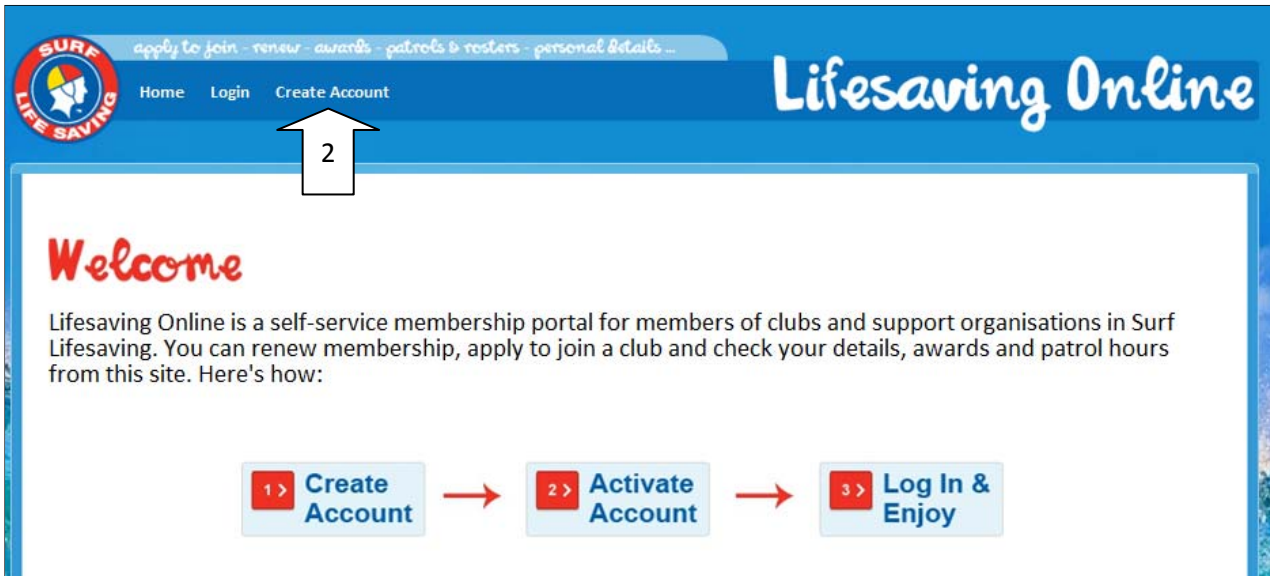 SURF
LIFE SAVING
apply to join - renew - awards - patrols & rosters - personal details ...
Lifesaving Online
Home Login Create Account
2
Welcome
Lifesaving Online is a self-service membership portal for members of clubs and support organisations in Surf
Lifesaving. You can renew membership, apply to join a club and check your details, awards and patrol hours
from this site. Here's how:
1 > Create
Account
2 > Activate
Account
3 > Log In &
Enjoy